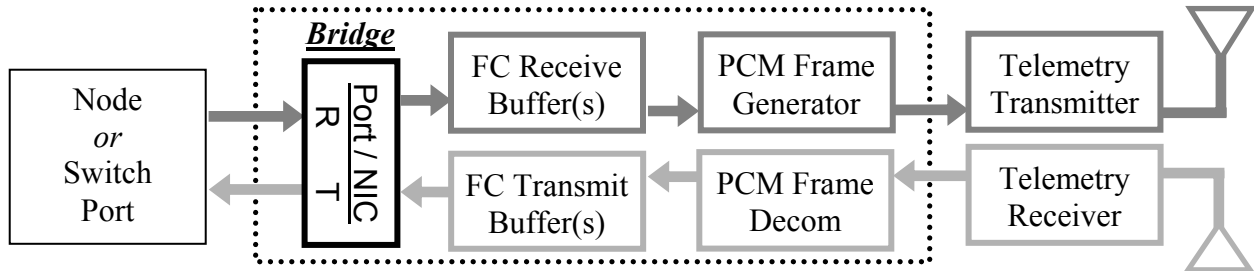 Node
or
Switch
Port
Bridge
Port / NIC
R T
FC Receive
Buffer(s)
PCM Frame
Generator
Telemetry
Transmitter
FC Transmit
Buffer(s)
PCM Frame
Decom
Telemetry
Receiver